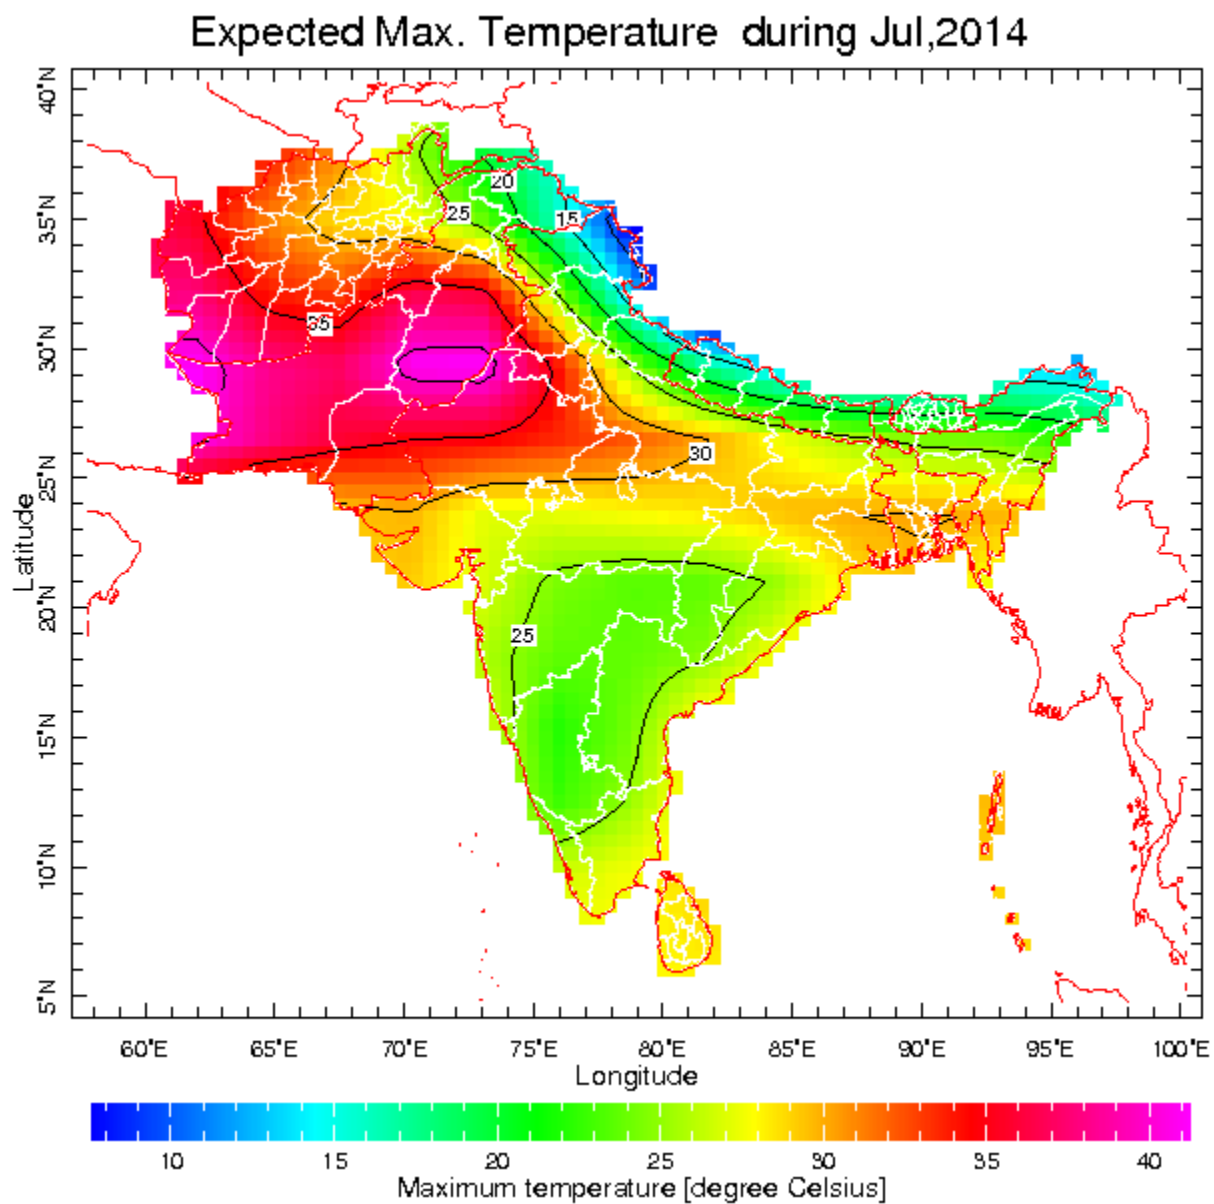 Expected Max. Temperature during Jul,2014
40°N
35°N
30°N
25°N
20°N
15°N
10°N
5°N
Latitude
20
25
15
35
30
25
60°E 65°E 70°E 75°E 80°E 85°E 90°E 95°E 100°E
Longitude
10 15 20 25 30 35 40
Maximum temperature [degree Celsius]